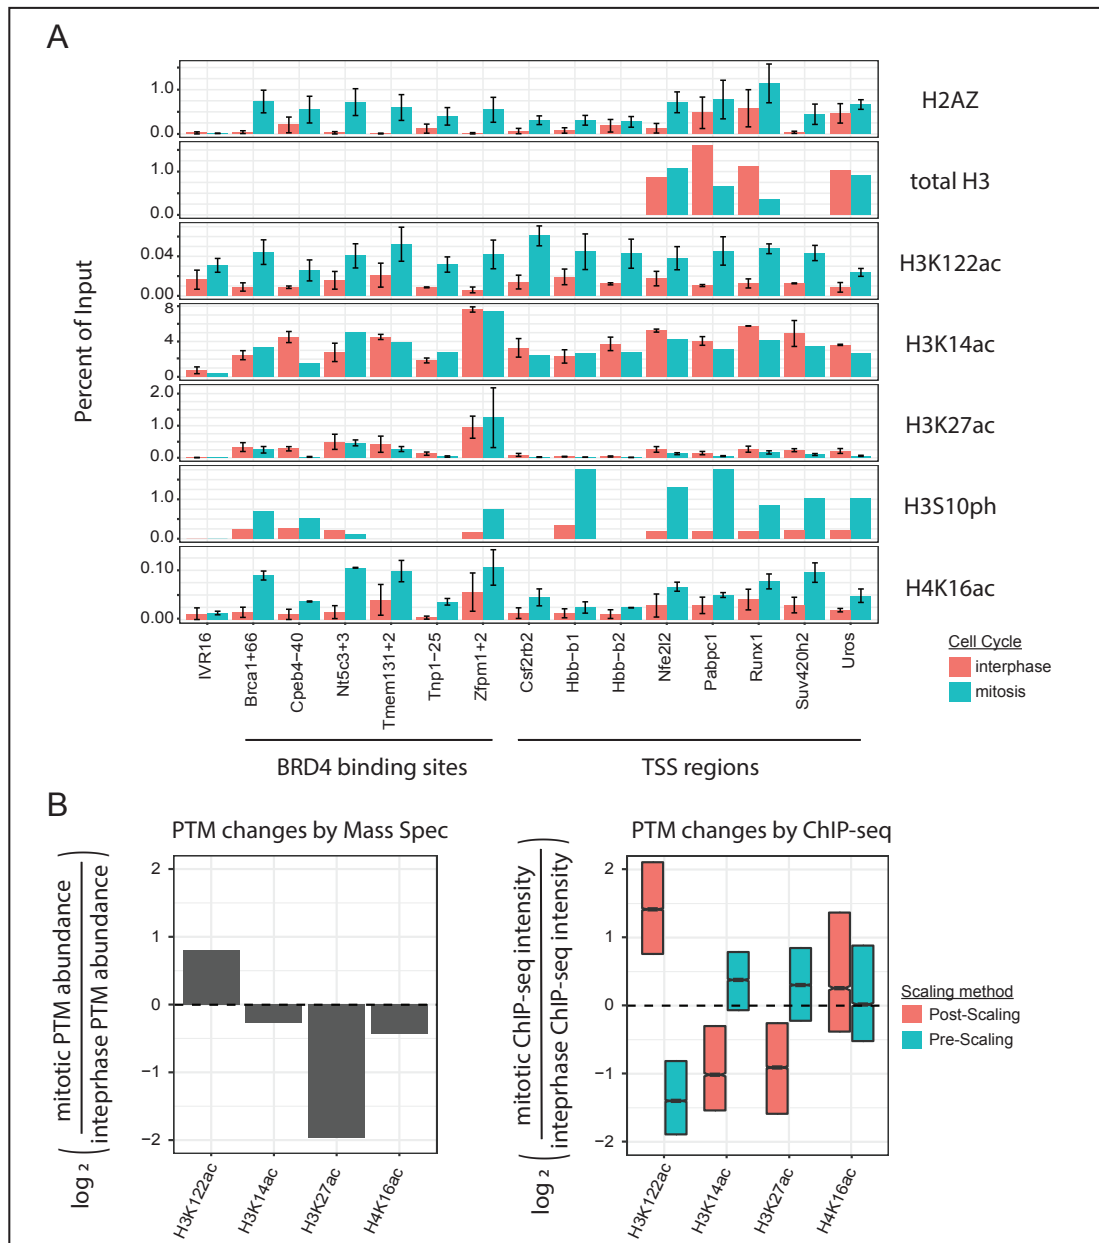 A
Percent of Input
1.0
0.0
H2AZ
1.0
0.0
total H3
0.04
0.00
H3K122ac
8
4
0
H3K14ac
2.0
1.0
0.0
H3K27ac
1.0
0.0
H3S10ph
0.10
0.00
H4K16ac
IVR16
Brca1+66
Cpeb4−40
Nt5c3+3
Tmem131+2
Tnp1−25
Zfpm1+2
Csf2rb2
Hbb−b1
Hbb−b2
Nfe2l2
Pabpc1
Runx1
Suv420h2
Uros
Cell Cycle
interphase
mitosis
BRD4 binding sites
TSS regions
B
PTM changes by Mass Spec
log 2 ( mitotic PTM abundance
inteprhase PTM abundance )
2
1
0
−1
−2
H3K122ac
H3K14ac
H3K27ac
H4K16ac
PTM changes by ChIP-seq
log 2 ( mitotic ChIP-seq intensity
inteprhase ChIP-seq intensity )
2
1
0
−1
−2
H3K122ac
H3K14ac
H3K27ac
H4K16ac
Scaling method
Post-Scaling
Pre-Scaling